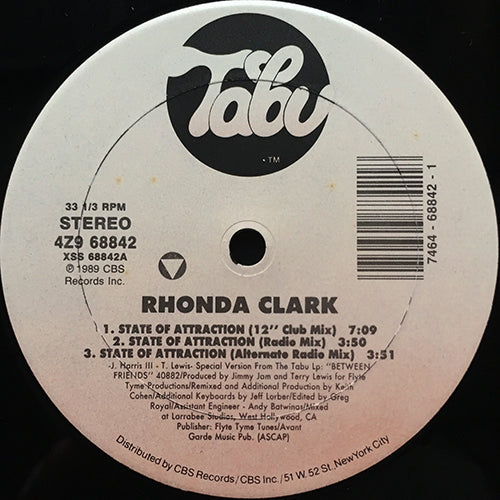 Tabu
TM
33 1/3 RPM
STEREO
4Z9 68842
XSS 68842A
℗ 1989 CBS
Records Inc.
7464 - 68842 - 1
RHONDA CLARK
1. STATE OF ATTRACTION (12'' Club Mix) 7:09
2. STATE OF ATTRACTION (Radio Mix) 3:50
3. STATE OF ATTRACTION (Alternate Radio Mix) 3:51
-J. Harris III - T. Lewis- Special Version From The Tabu Lp: "BETWEEN
FRIENDS" 40882/Produced by Jimmy Jam and Terry Lewis for Flyte
Tyme Productions/Remixed and Additional Production by Keith
Cohen/Additional Keyboards by Jeff Lorber/Edited by Greg
Royal/Assistant Engineer - Andy Batwinas/Mixed
at Larrabee Studios, West Hollywood, CA
Publisher: Flyte Tyme Tunes/Avant
Garde Music Pub. (ASCAP)
Distributed by CBS Records/CBS Inc./51 W. 52 St. New York City